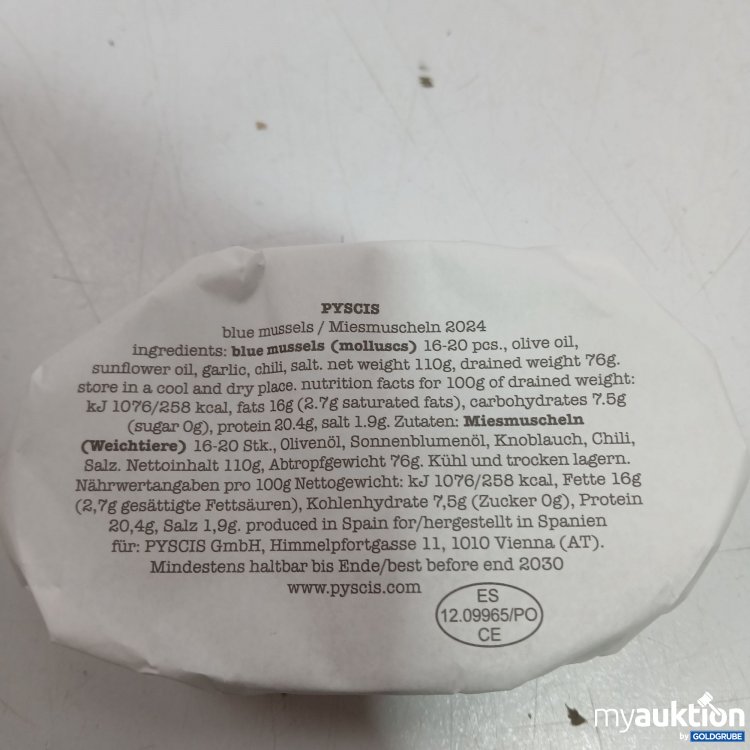 PYSCIS
blue mussels / Miesmuscheln 2024
ingredients: blue mussels (molluscs) 16-20 pcs., olive oil,
sunflower oil, garlic, chili, salt. net weight 110g, drained weight 76g.
store in a cool and dry place. nutrition facts for 100g of drained weight:
kJ 1076/258 kcal, fats 16g (2.7g saturated fats), carbohydrates 7.5g
(sugar 0g), protein 20.4g, salt 1.9g. Zutaten: Miesmuscheln
(Weichtiere) 16-20 Stk., Olivenöl, Sonnenblumenöl, Knoblauch, Chili,
Salz. Nettoinhalt 110g, Abtropfgewicht 76g. Kühl und trocken lagern.
Nährwertangaben pro 100g Nettogewicht: kJ 1076/258 kcal, Fette 16g
(2,7g gesättigte Fettsäuren), Kohlenhydrate 7,5g (Zucker 0g), Protein
20,4g, Salz 1,9g. produced in Spain for/hergestellt in Spanien
für: PYSCIS GmbH, Himmelpfortgasse 11, 1010 Vienna (AT).
Mindestens haltbar bis Ende/best before end 2030
www.pyscis.com
ES
12.09965/PO
CE
myauktion
by GOLDGRUBE